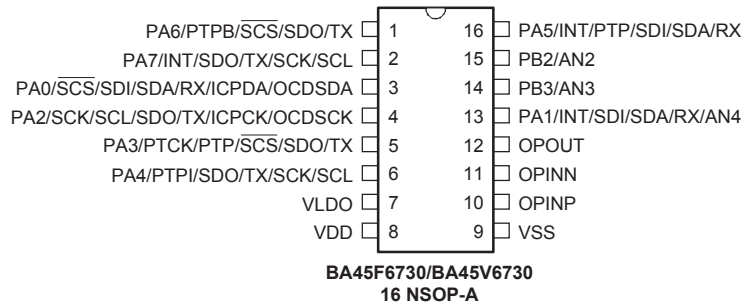 PA6/PTPB/SCS/SDO/TX 1 16 PA5/INT/PTP/SDI/SDA/RX
PA7/INT/SDO/TX/SCK/SCL 2 15 PB2/AN2
PA0/SCS/SDI/SDA/RX/ICPDA/OCDSDA 3 14 PB3/AN3
PA2/SCK/SCL/SDO/TX/ICPCK/OCDSCK 4 13 PA1/INT/SDI/SDA/RX/AN4
PA3/PTCK/PTP/SCS/SDO/TX 5 12 OPOUT
PA4/PTPI/SDO/TX/SCK/SCL 6 11 OPINN
VLDO 7 10 OPINP
VDD 8 9 VSS
BA45F6730/BA45V6730
16 NSOP-A